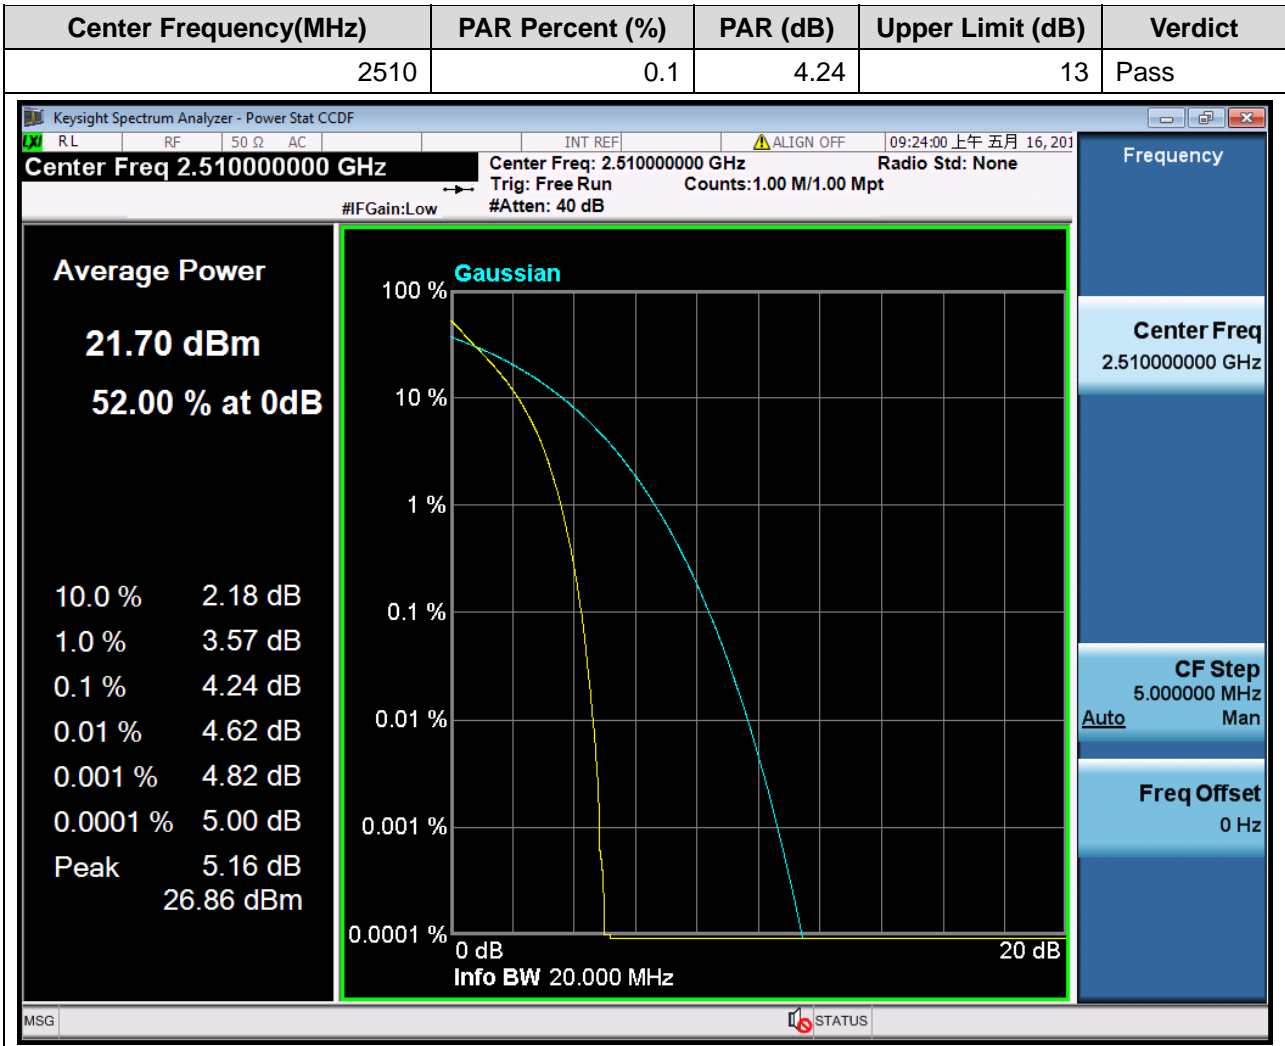 Center Frequency(MHz) PAR Percent (%) PAR (dB) Upper Limit (dB) Verdict
2510 0.1 4.24 13 Pass
Keysight Spectrum Analyzer - Power Stat CCDF
LXI RL RF 50 Ω AC INT REF ALIGN OFF 09:24:00 上午 五月 16, 201
Center Freq 2.510000000 GHz
#IFGain:Low
Center Freq: 2.510000000 GHz
Trig: Free Run Counts:1.00 M/1.00 Mpt
#Atten: 40 dB
Radio Std: None
Average Power
21.70 dBm
52.00 % at 0dB
10.0 % 2.18 dB
1.0 % 3.57 dB
0.1 % 4.24 dB
0.01 % 4.62 dB
0.001 % 4.82 dB
0.0001 % 5.00 dB
Peak 5.16 dB
26.86 dBm
Gaussian
100 %
10 %
1 %
0.1 %
0.01 %
0.001 %
0.0001 %
0 dB 20 dB
Info BW 20.000 MHz
Frequency
Center Freq
2.510000000 GHz
CF Step
5.000000 MHz
Auto Man
Freq Offset
0 Hz
MSG STATUS